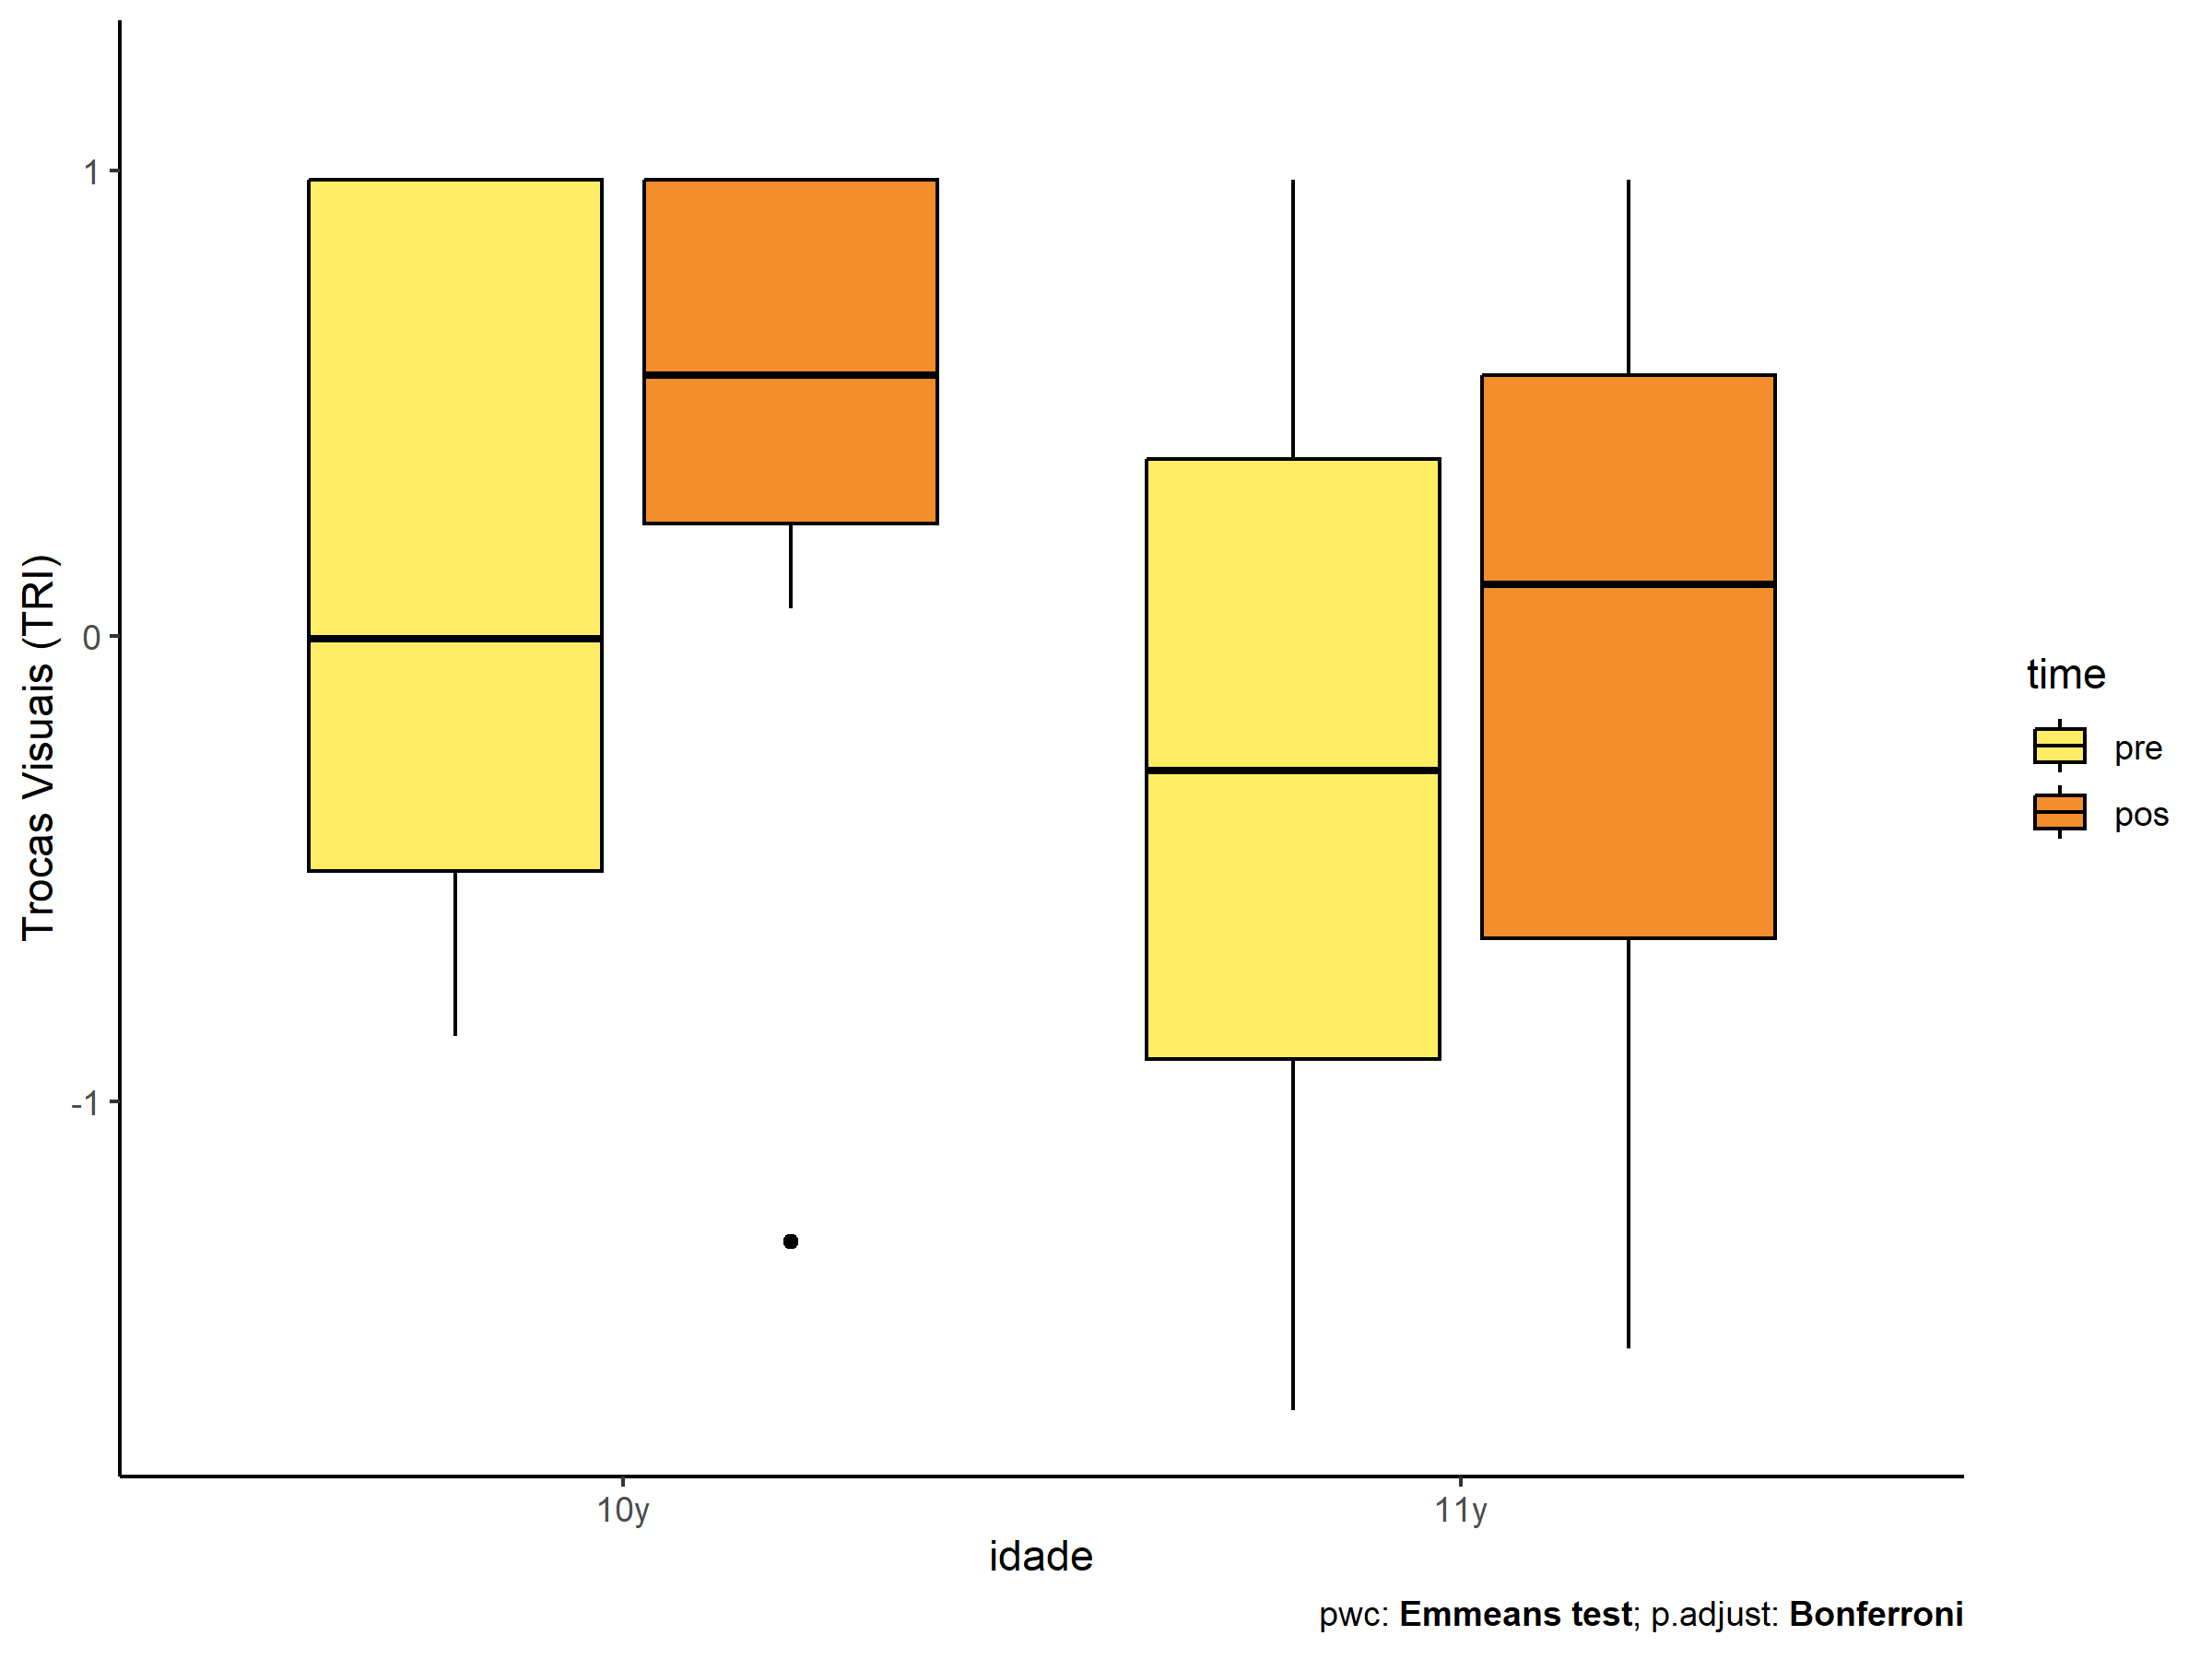 Trocas Visuais (TRI)
1
0
-1
10y
11y
idade
time
pre
pos
pwc: Emmeans test; p.adjust: Bonferroni